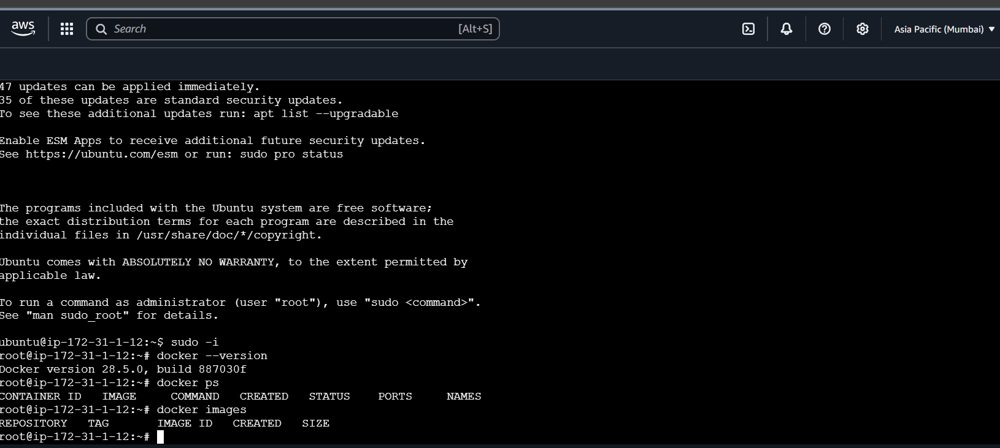 aws
Search [Alt+S]
Asia Pacific (Mumbai)
47 updates can be applied immediately.
35 of these updates are standard security updates.
To see these additional updates run: apt list --upgradable
Enable ESM Apps to receive additional future security updates.
See https://ubuntu.com/esm or run: sudo pro status
The programs included with the Ubuntu system are free software;
the exact distribution terms for each program are described in the
individual files in /usr/share/doc/*/copyright.
Ubuntu comes with ABSOLUTELY NO WARRANTY, to the extent permitted by
applicable law.
To run a command as administrator (user "root"), use "sudo <command>".
See "man sudo_root" for details.
ubuntu@ip-172-31-1-12:~$ sudo -i
root@ip-172-31-1-12:~# docker --version
Docker version 28.5.0, build 887030f
root@ip-172-31-1-12:~# docker ps
CONTAINER ID   IMAGE     COMMAND   CREATED   STATUS    PORTS     NAMES
root@ip-172-31-1-12:~# docker images
REPOSITORY   TAG       IMAGE ID   CREATED   SIZE
root@ip-172-31-1-12:~#